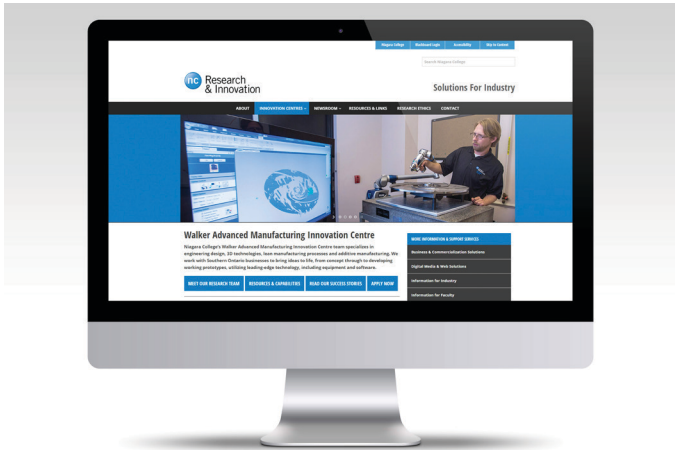 Niagara College
Blackboard Login
Accessibility
Skip to Content
Search Niagara College
nc Research
& Innovation
Solutions For Industry
ABOUT
INNOVATION CENTRES
NEWSROOM
RESOURCES & LINKS
RESEARCH ETHICS
CONTACT
Walker Advanced Manufacturing Innovation Centre
Niagara College's Walker Advanced Manufacturing Innovation Centre team specializes in
engineering design, 3D technologies, lean manufacturing processes and additive manufacturing. We
work with Southern Ontario businesses to bring ideas to life, from concept through to developing
working prototypes, utilizing leading-edge technology, including equipment and software.
MEET OUR RESEARCH TEAM
RESOURCES & CAPABILITIES
READ OUR SUCCESS STORIES
APPLY NOW
MORE INFORMATION & SUPPORT SERVICES
Business & Commercialization Solutions
Digital Media & Web Solutions
Information for Industry
Information for Faculty